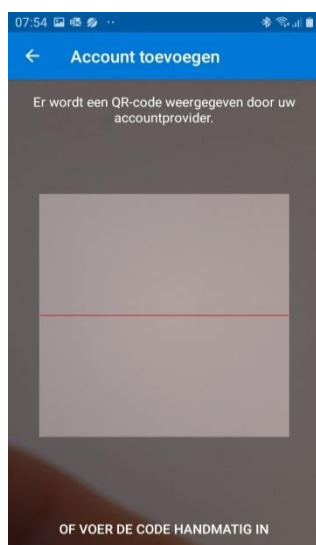 07:54
Account toevoegen
Er wordt een QR-code weergegeven door uw
accountprovider.
OF VOER DE CODE HANDMATIG IN